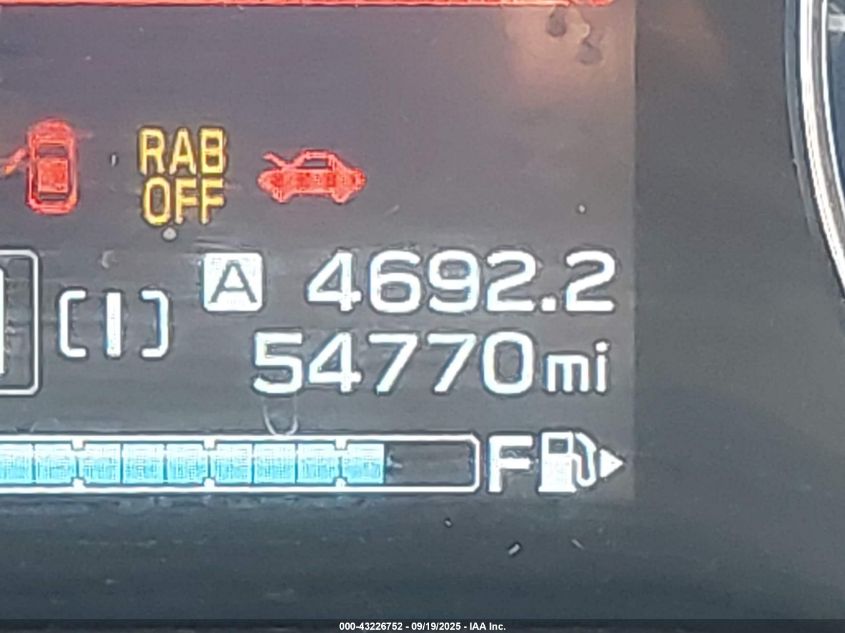 RAB
OFF
A 4692.2
54770mi
F
000-43226752 - 09/19/2025 - IAA Inc.